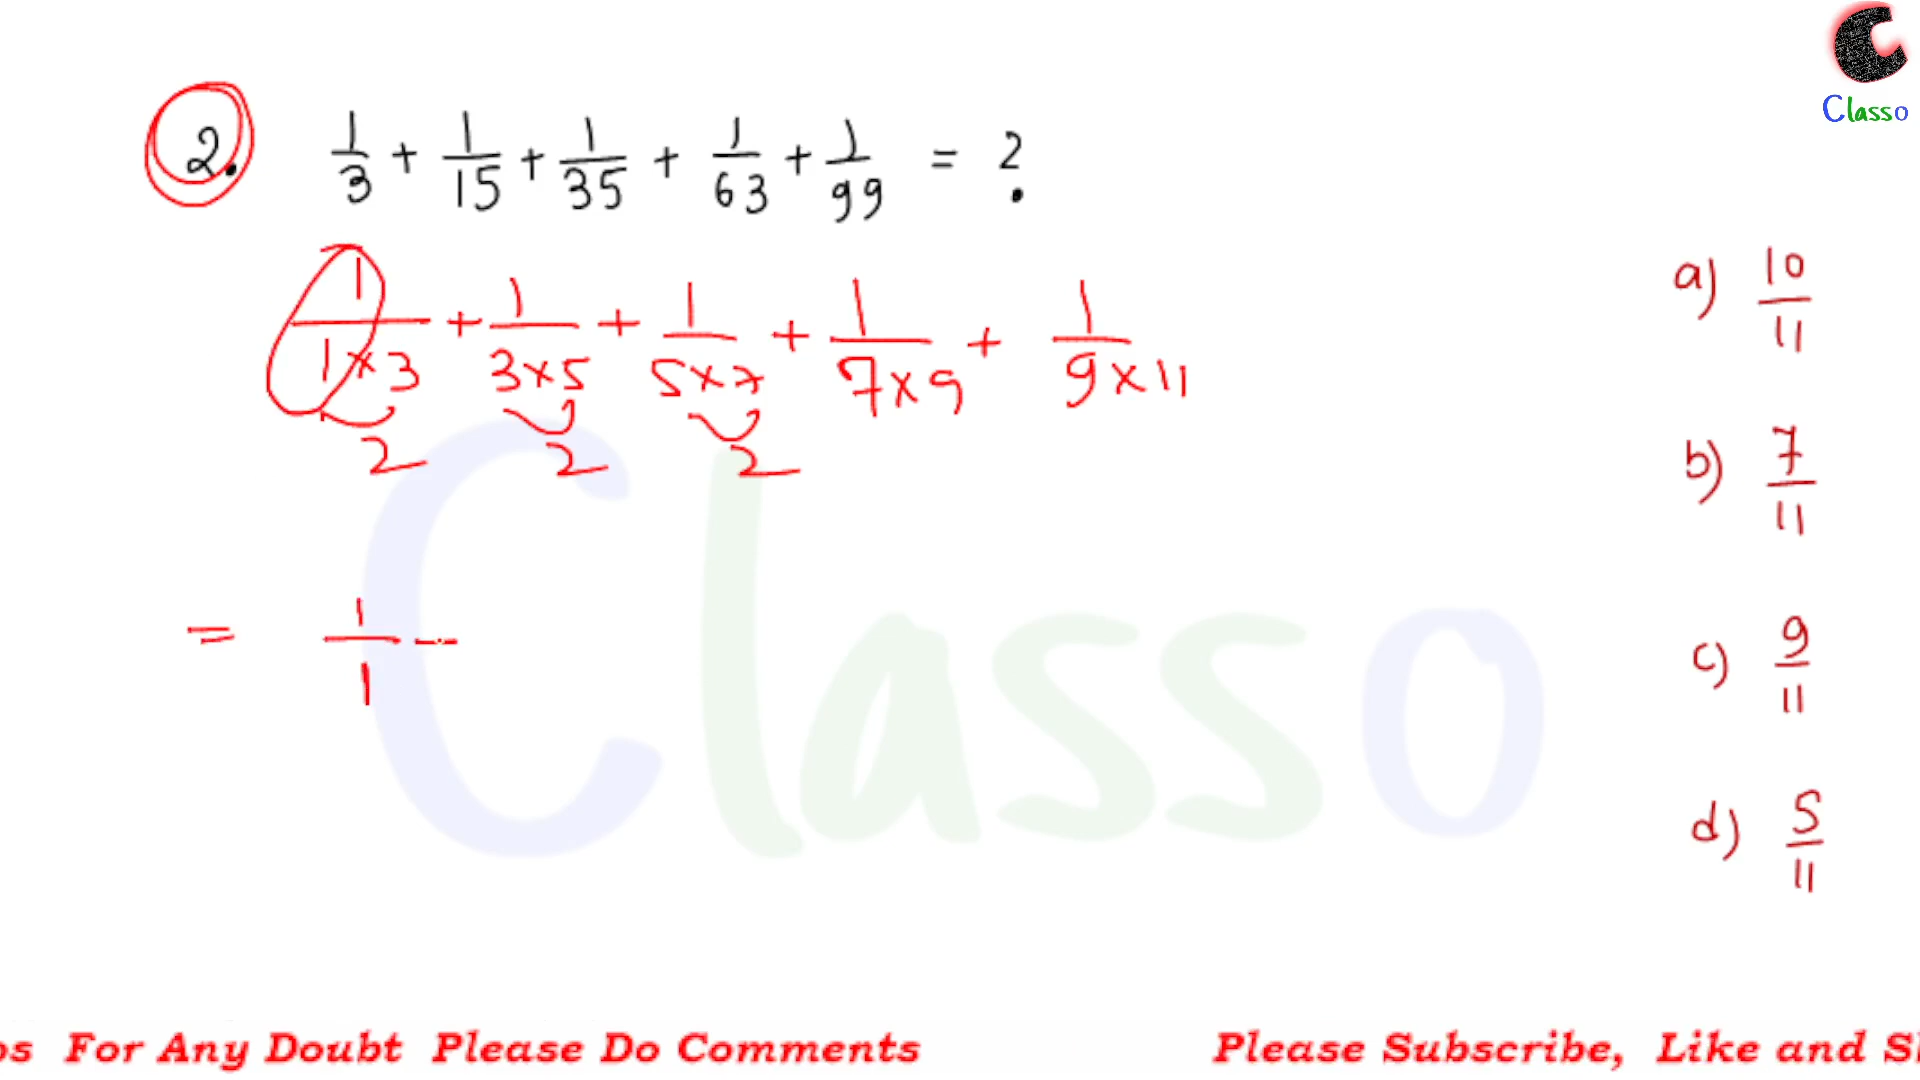 Classo
2. 1/3 + 1/15 + 1/35 + 1/63 + 1/99 = ?
1/1×3 + 1/3×5 + 1/5×7 + 1/7×9 + 1/9×11
2 2 2
= 1/1 -
a) 10/11
b) 7/11
c) 9/11
d) 5/11
Classo
For Any Doubt Please Do Comments Please Subscribe, Like and